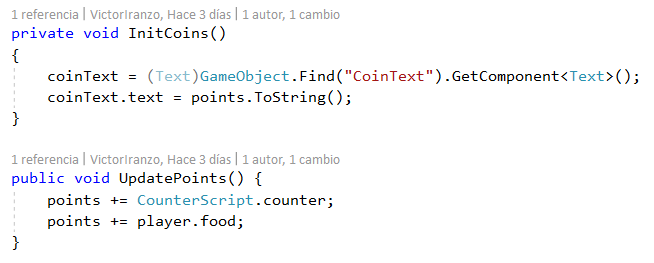 1 referencia | VictorIranzo, Hace 3 días | 1 autor, 1 cambio
private void InitCoins()
{
    coinText = (Text)GameObject.Find("CoinText").GetComponent<Text>();
    coinText.text = points.ToString();
}
1 referencia | VictorIranzo, Hace 3 días | 1 autor, 1 cambio
public void UpdatePoints() {
    points += CounterScript.counter;
    points += player.food;
}